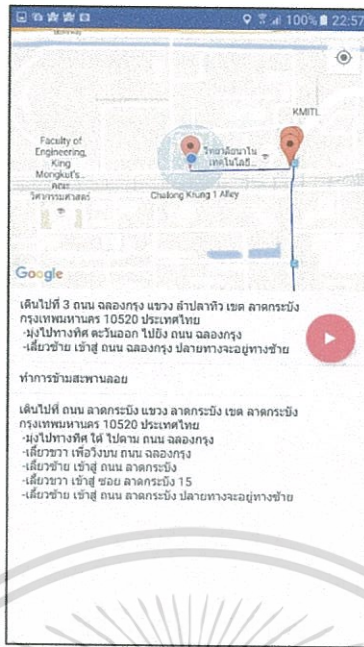 100% 22:57
Motorway
KMITL
Faculty of
Engineering,
King
Mongkut's...
คณะ
วิศวกรรมศาสตร์
วิทยาลัยนาโน
เทคโนโลยี...
Chalong Krung 1 Alley
Google
เดินไปที่ 3 ถนน ฉลองกรุง แขวง ลำปลาทิว เขต ลาดกระบัง
กรุงเทพมหานคร 10520 ประเทศไทย
-มุ่งไปทางทิศ ตะวันออก ไปยัง ถนน ฉลองกรุง
-เลี้ยวซ้าย เข้าสู่ ถนน ฉลองกรุง ปลายทางจะอยู่ทางซ้าย
ทำการข้ามสะพานลอย
เดินไปที่ ถนน ลาดกระบัง แขวง ลาดกระบัง เขต ลาดกระบัง
กรุงเทพมหานคร 10520 ประเทศไทย
-มุ่งไปทางทิศ ใต้ ไปตาม ถนน ฉลองกรุง
-เลี้ยวขวา เพื่อวิ่งบน ถนน ฉลองกรุง
-เลี้ยวซ้าย เข้าสู่ ถนน ลาดกระบัง
-เลี้ยวขวา เข้าสู่ ซอย ลาดกระบัง 15
-เลี้ยวซ้าย เข้าสู่ ถนน ลาดกระบัง ปลายทางจะอยู่ทางซ้าย